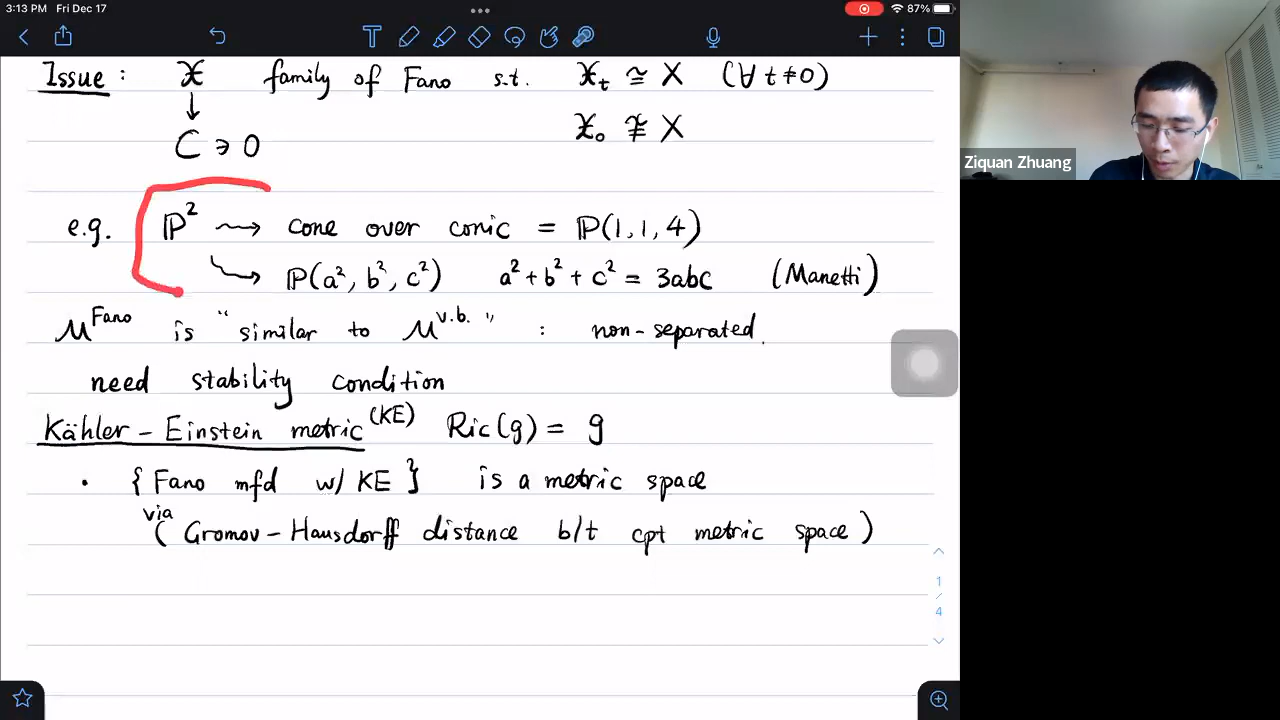 3:13 PM Fri Dec 17
87%
Issue : 𝔛 family of Fano s.t. 𝔛ₜ ≅ X (∀ t ≠ 0)
↓
C ∋ 0 𝔛₀ ≇ X
e.g. ℙ² ⇝ cone over conic = ℙ(1,1,4)
⇝ ℙ(a², b², c²) a² + b² + c² = 3abc (Manetti)
ℳ^Fano is "similar to ℳ^v.b." : non-separated.
need stability condition
Kähler - Einstein metric (KE) Ric(g) = g
· { Fano mfd w/ KE } is a metric space
via ( Gromov - Hausdorff distance b/t cpt metric space )
1
/
4
Ziquan Zhuang